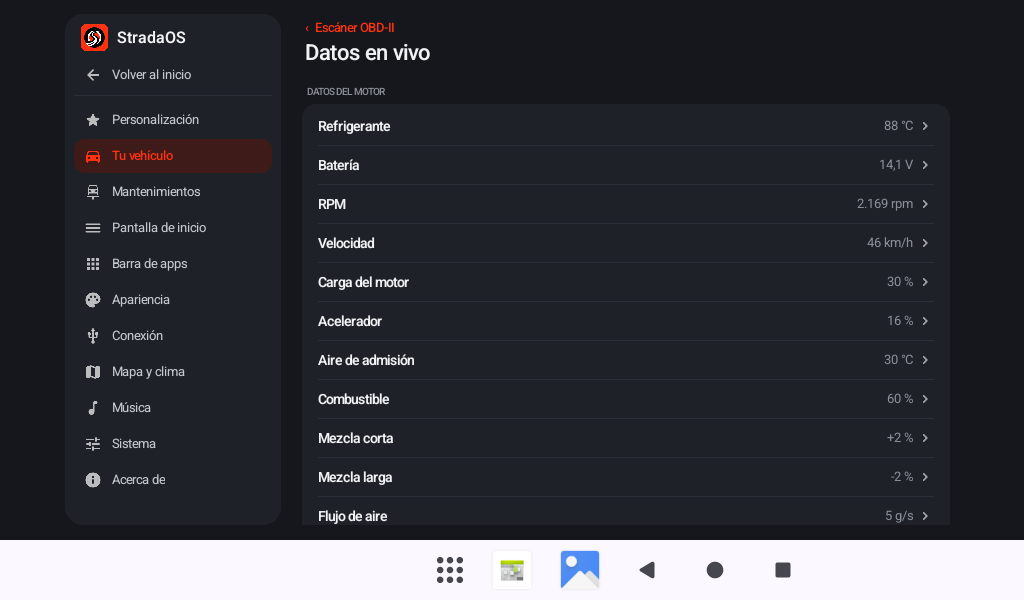 StradaOS
Volver al inicio
Personalización
Tu vehículo
Mantenimientos
Pantalla de inicio
Barra de apps
Apariencia
Conexión
Mapa y clima
Música
Sistema
Acerca de
‹ Escáner OBD-II
Datos en vivo
DATOS DEL MOTOR
Refrigerante 88 °C
Batería 14,1 V
RPM 2.169 rpm
Velocidad 46 km/h
Carga del motor 30 %
Acelerador 16 %
Aire de admisión 30 °C
Combustible 60 %
Mezcla corta +2 %
Mezcla larga -2 %
Flujo de aire 5 g/s